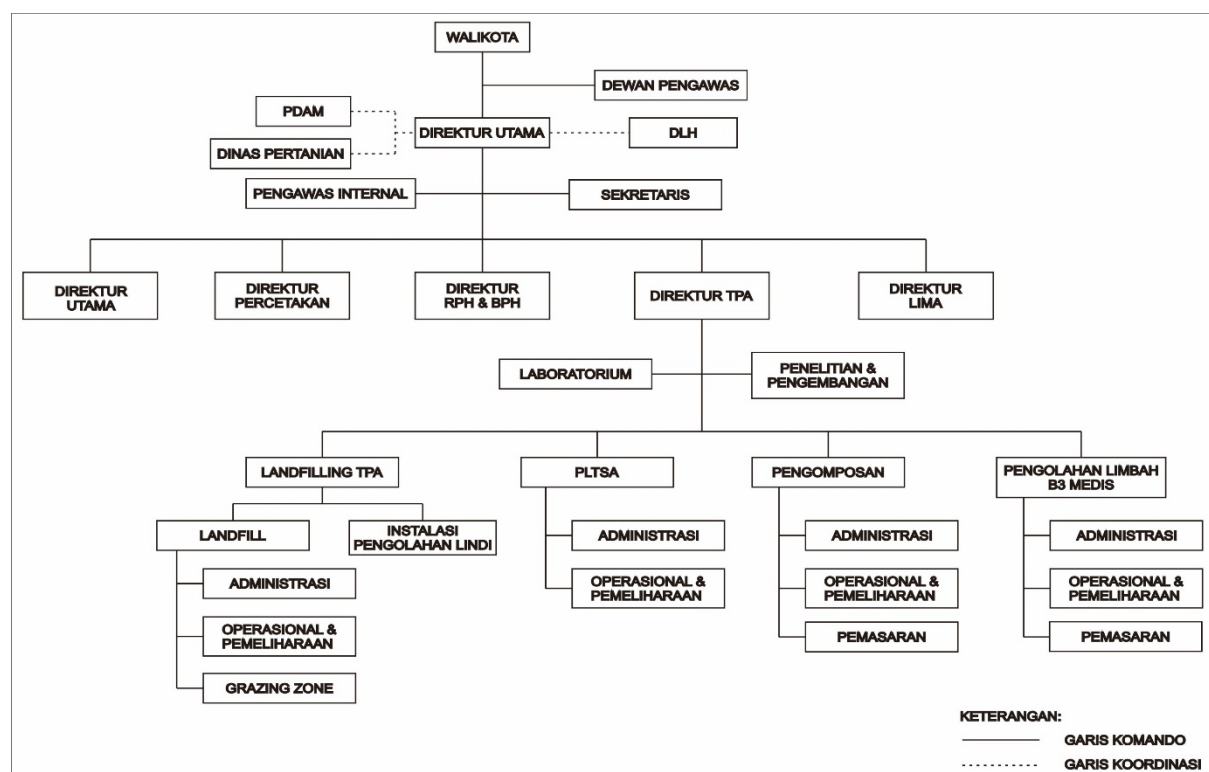 WALIKOTA
DEWAN PENGAWAS
PDAM
DIREKTUR UTAMA
DLH
DINAS PERTANIAN
PENGAWAS INTERNAL
SEKRETARIS
DIREKTUR
UTAMA
DIREKTUR
PERCETAKAN
DIREKTUR
RPH & BPH
DIREKTUR TPA
DIREKTUR
LIMA
LABORATORIUM
PENELITIAN &
PENGEMBANGAN
LANDFILLING TPA
PLTSA
PENGOMPOSAN
PENGOLAHAN LIMBAH
B3 MEDIS
LANDFILL
INSTALASI
PENGOLAHAN LINDI
ADMINISTRASI
OPERASIONAL &
PEMELIHARAAN
GRAZING ZONE
ADMINISTRASI
OPERASIONAL &
PEMELIHARAAN
ADMINISTRASI
OPERASIONAL &
PEMELIHARAAN
PEMASARAN
ADMINISTRASI
OPERASIONAL &
PEMELIHARAAN
PEMASARAN
KETERANGAN:
GARIS KOMANDO
GARIS KOORDINASI